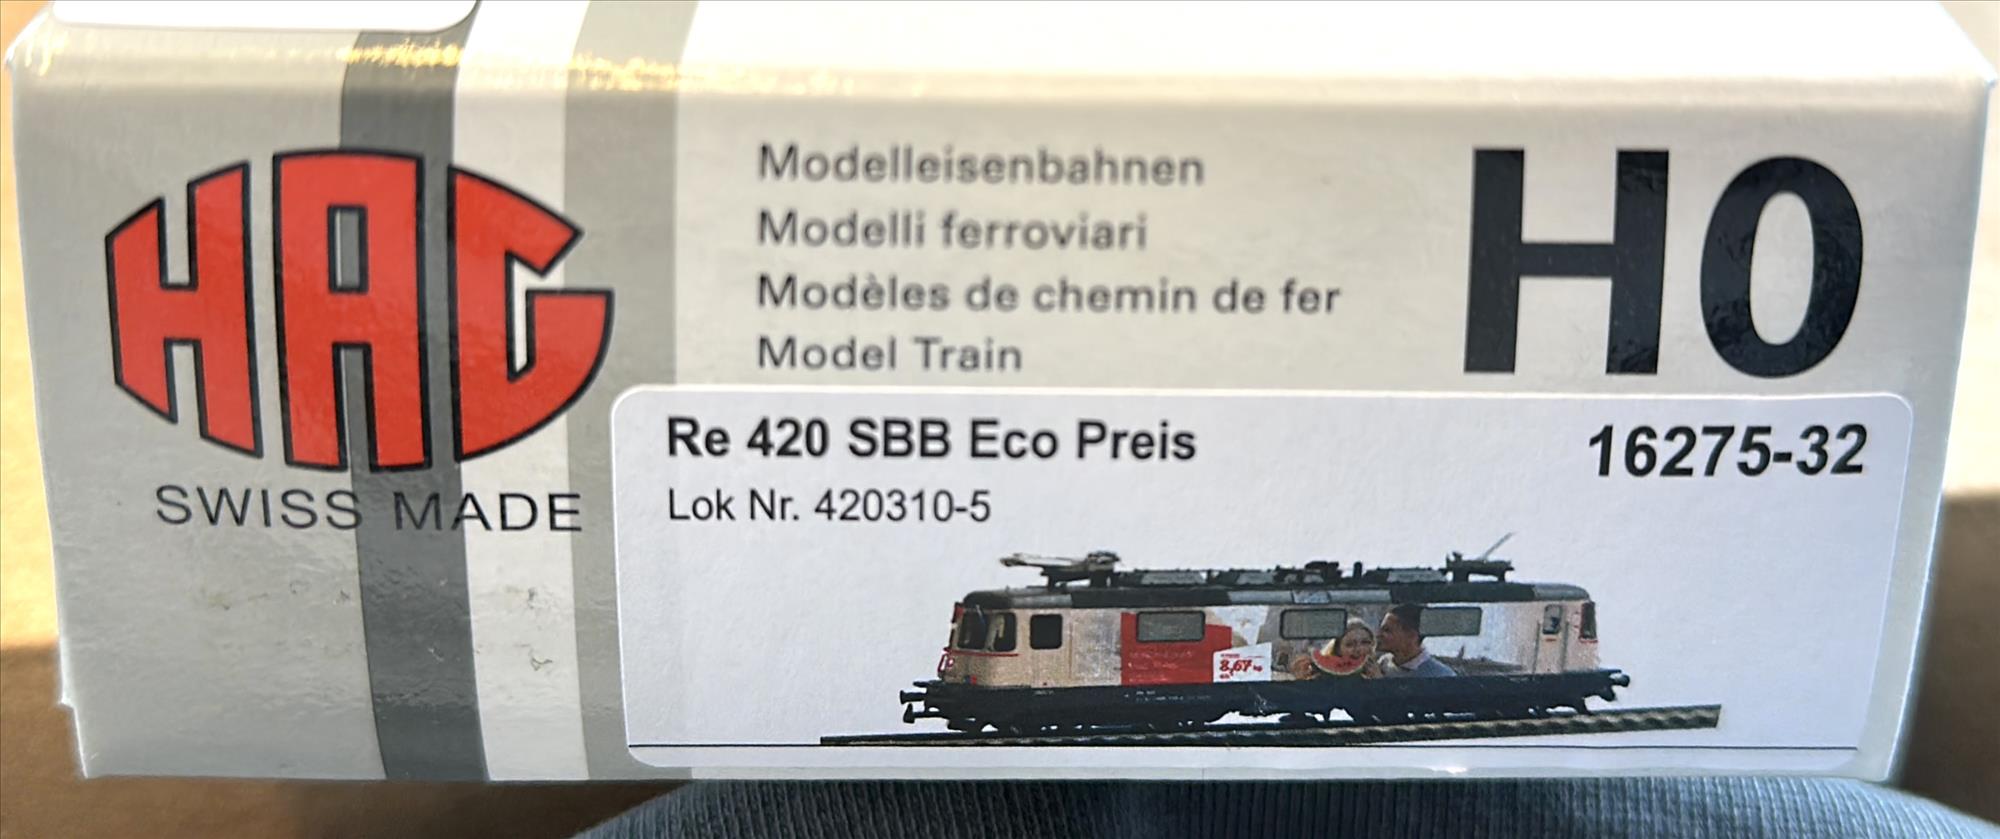 HAG
SWISS MADE
Modelleisenbahnen
Modelli ferroviari
Modèles de chemin de fer
Model Train
H0
Re 420 SBB Eco Preis
16275-32
Lok Nr. 420310-5
8,67